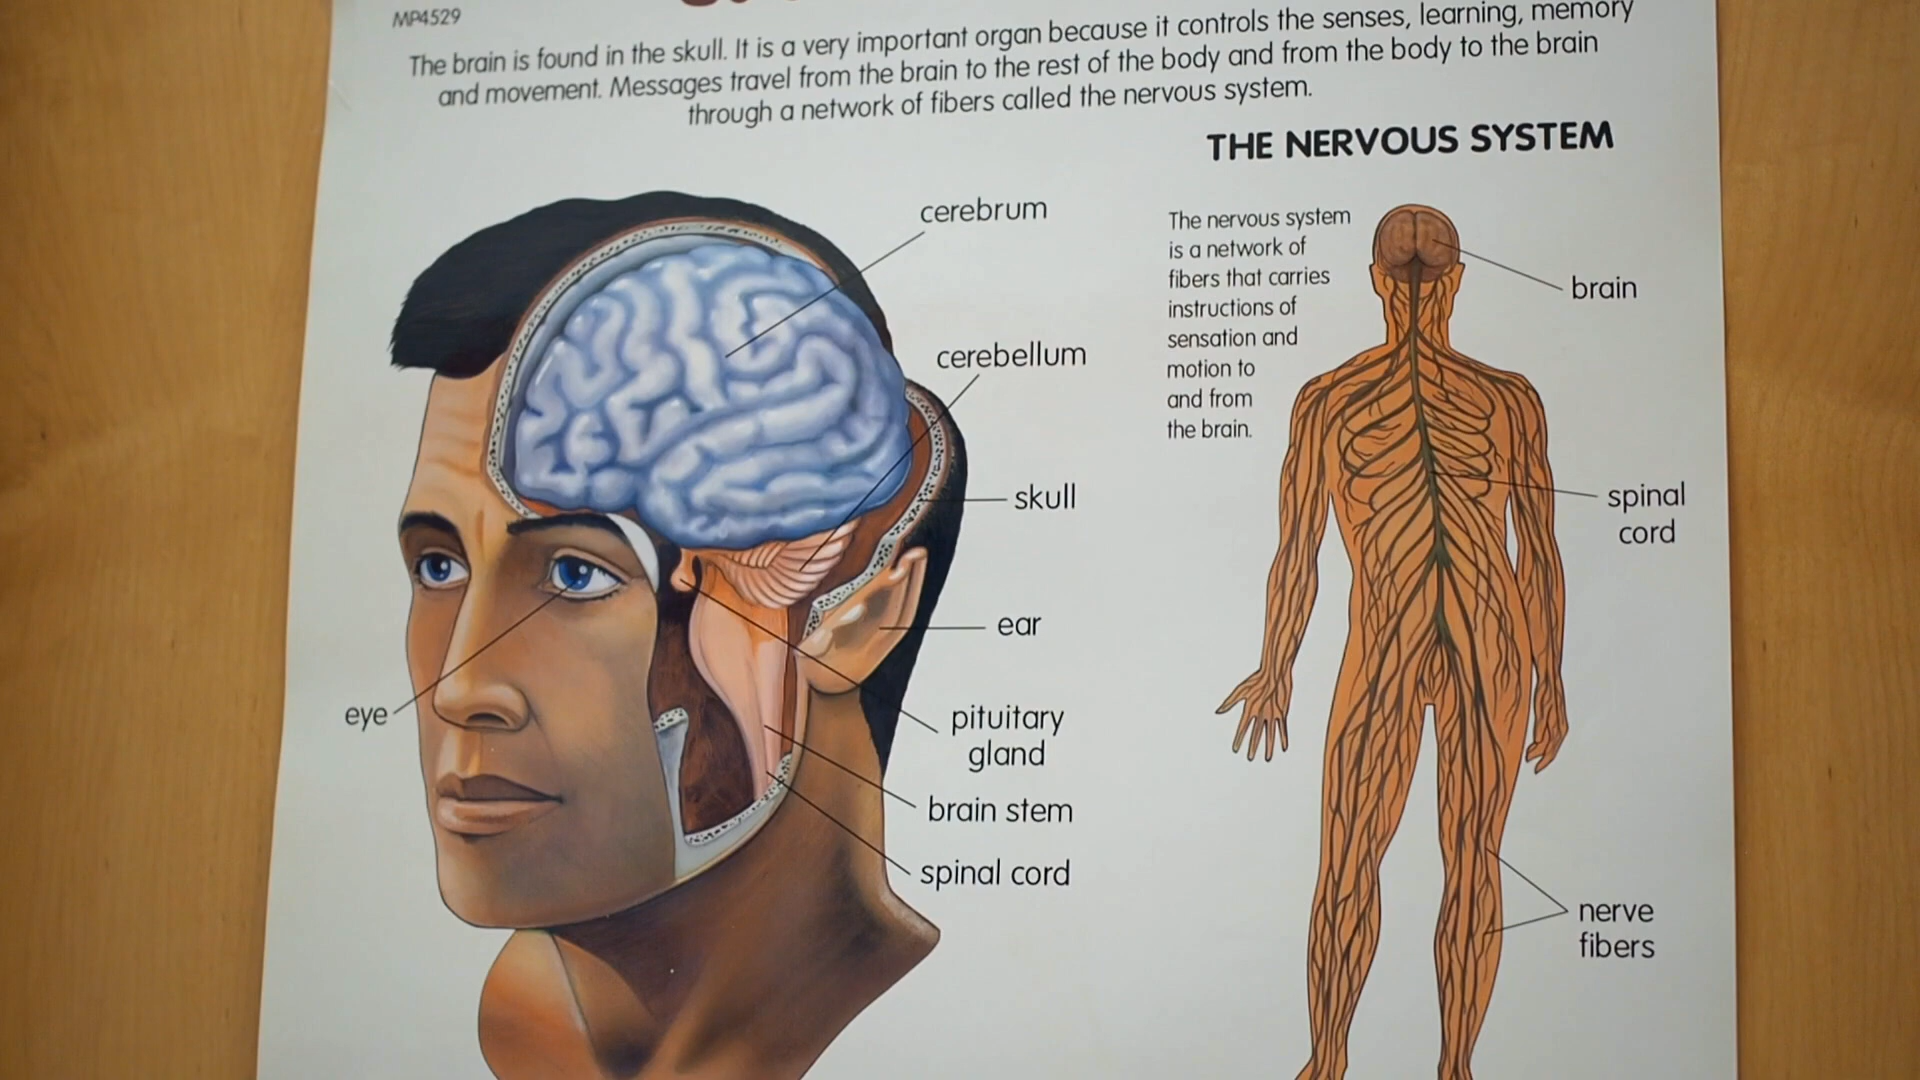 MP4529
The brain is found in the skull. It is a very important organ because it controls the senses, learning, memory
and movement. Messages travel from the brain to the rest of the body and from the body to the brain
through a network of fibers called the nervous system.
THE NERVOUS SYSTEM
cerebrum
cerebellum
skull
ear
eye
pituitary
gland
brain stem
spinal cord
The nervous system
is a network of
fibers that carries
instructions of
sensation and
motion to
and from
the brain.
brain
spinal
cord
nerve
fibers